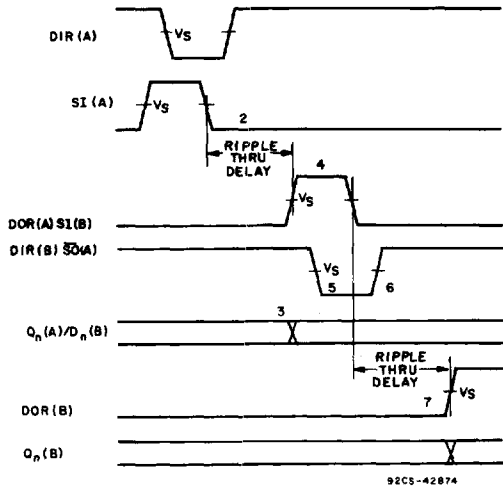 DIR (A)
VS
SI (A)
VS
2
RIPPLE
THRU
DELAY
4
DOR(A) SI(B)
VS
DIR(B) S̅O̅(A)
VS
5
6
3
Qn(A)/Dn(B)
RIPPLE
THRU
DELAY
DOR(B)
7
VS
Qn(B)
92CS-42874